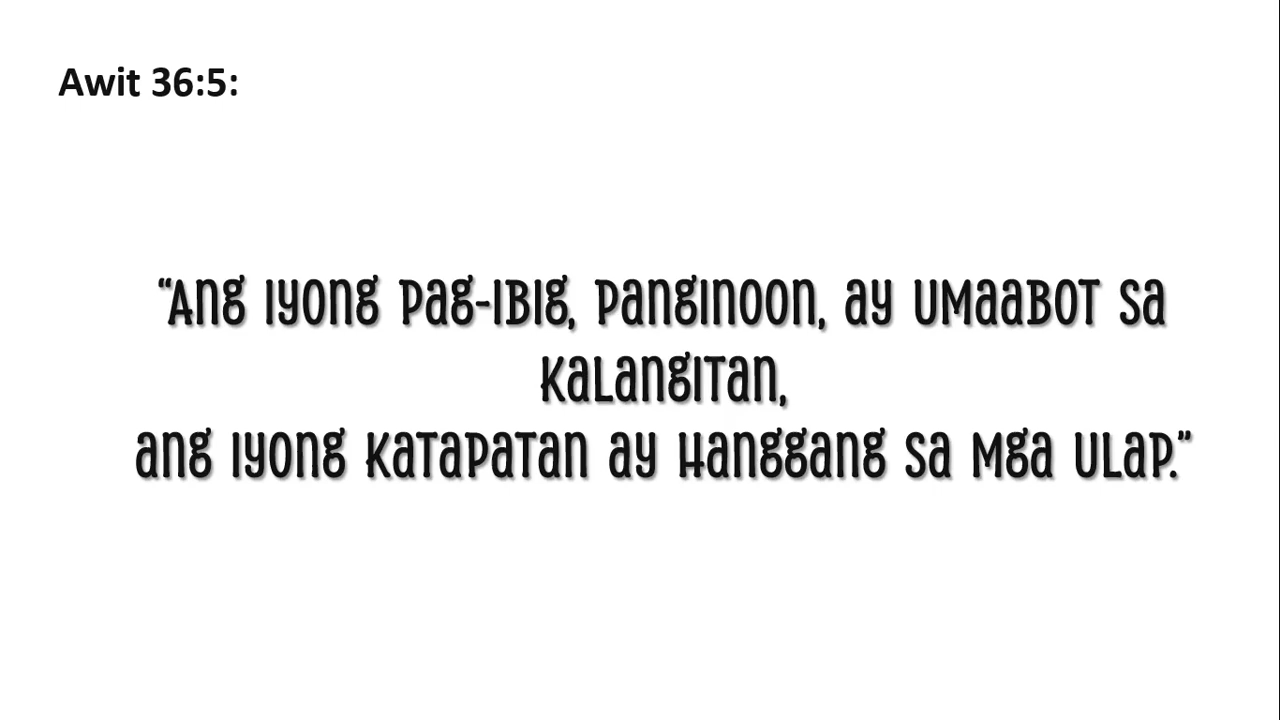 Awit 36:5:
“Ang iyong pag-ibig, Panginoon, ay umaabot sa
kalangitan,
ang iyong katapatan ay hanggang sa mga ulap.”